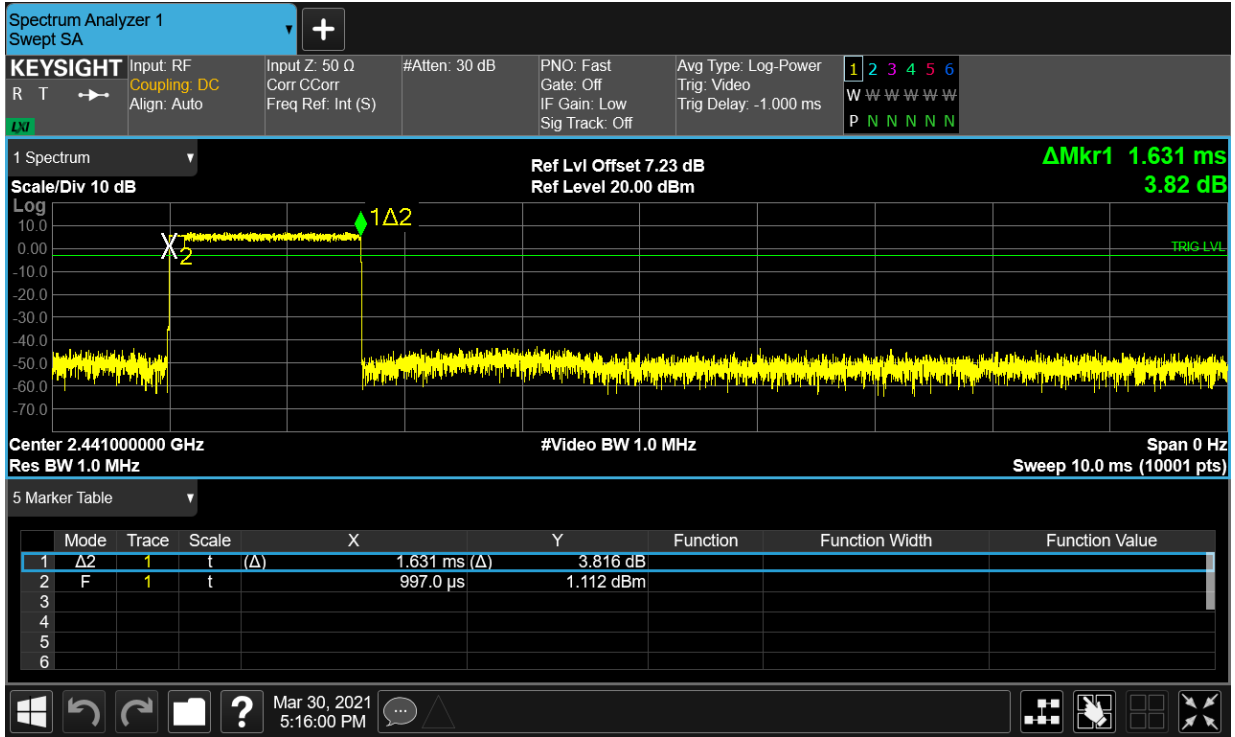 Spectrum Analyzer 1
Swept SA
KEYSIGHT
R T
LXI
Input: RF
Coupling: DC
Align: Auto
Input Z: 50 Ω
Corr CCorr
Freq Ref: Int (S)
#Atten: 30 dB
PNO: Fast
Gate: Off
IF Gain: Low
Sig Track: Off
Avg Type: Log-Power
Trig: Video
Trig Delay: -1.000 ms
1 2 3 4 5 6
W W W W W W
P N N N N N
1 Spectrum
Scale/Div 10 dB
Ref Lvl Offset 7.23 dB
Ref Level 20.00 dBm
ΔMkr1 1.631 ms
3.82 dB
Log
10.0
0.00
-10.0
-20.0
-30.0
-40.0
-50.0
-60.0
-70.0
1Δ2
X
2
TRIG LVL
Center 2.441000000 GHz
#Video BW 1.0 MHz
Span 0 Hz
Res BW 1.0 MHz
Sweep 10.0 ms (10001 pts)
5 Marker Table
Mode Trace Scale X Y Function Function Width Function Value
1 Δ2 1 t (Δ) 1.631 ms (Δ) 3.816 dB
2 F 1 t 997.0 µs 1.112 dBm
3
4
5
6
?
Mar 30, 2021
5:16:00 PM